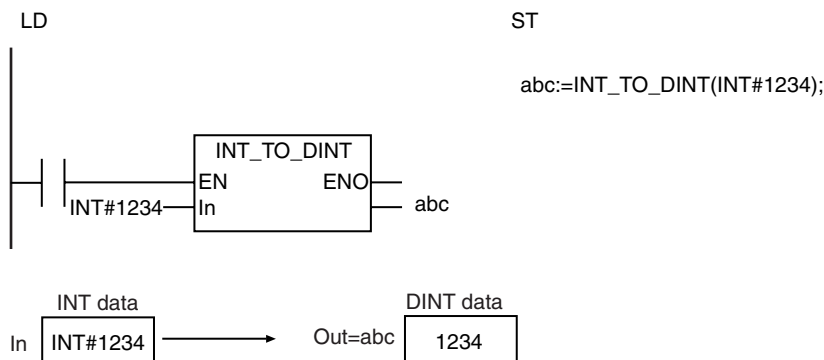 LD
ST
abc:=INT_TO_DINT(INT#1234);
INT_TO_DINT
EN ENO
INT#1234 In abc
INT data DINT data
In INT#1234 Out=abc 1234